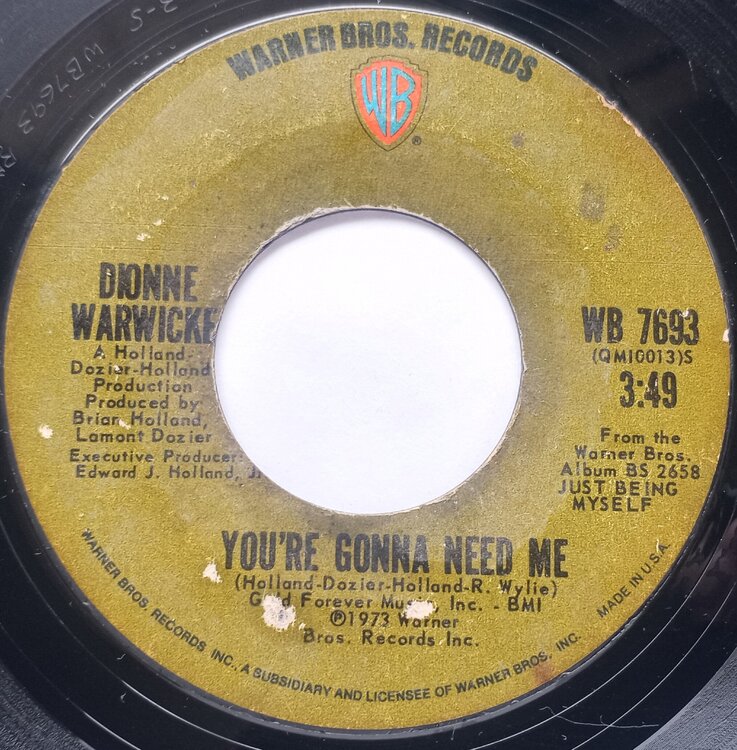 WARNER BROS. RECORDS
WB
®
DIONNE
WARWICKE
A Holland-
Dozier-Holland
Production
Produced by
Brian Holland,
Lamont Dozier
Executive Producer:
Edward J. Holland,
WB 7693
(QMI0013)S
3:49
From the
Warner Bros.
Album BS 2658
JUST BEING
MYSELF
YOU'RE GONNA NEED ME
(Holland-Dozier-Holland-R. Wylie)
Gold Forever Music, Inc. - BMI
℗1973 Warner
Bros. Records Inc.
WARNER BROS. RECORDS INC., A SUBSIDIARY AND LICENSEE OF WARNER BROS. INC. MADE IN U.S.A.
WB7693